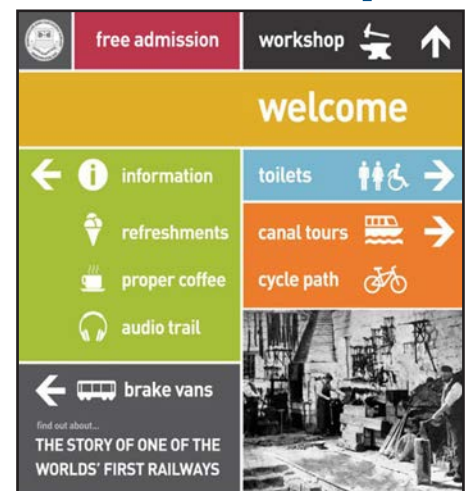 free admission
workshop
welcome
information
refreshments
proper coffee
audio trail
toilets
canal tours
cycle path
brake vans
find out about...
THE STORY OF ONE OF THE
WORLDS' FIRST RAILWAYS